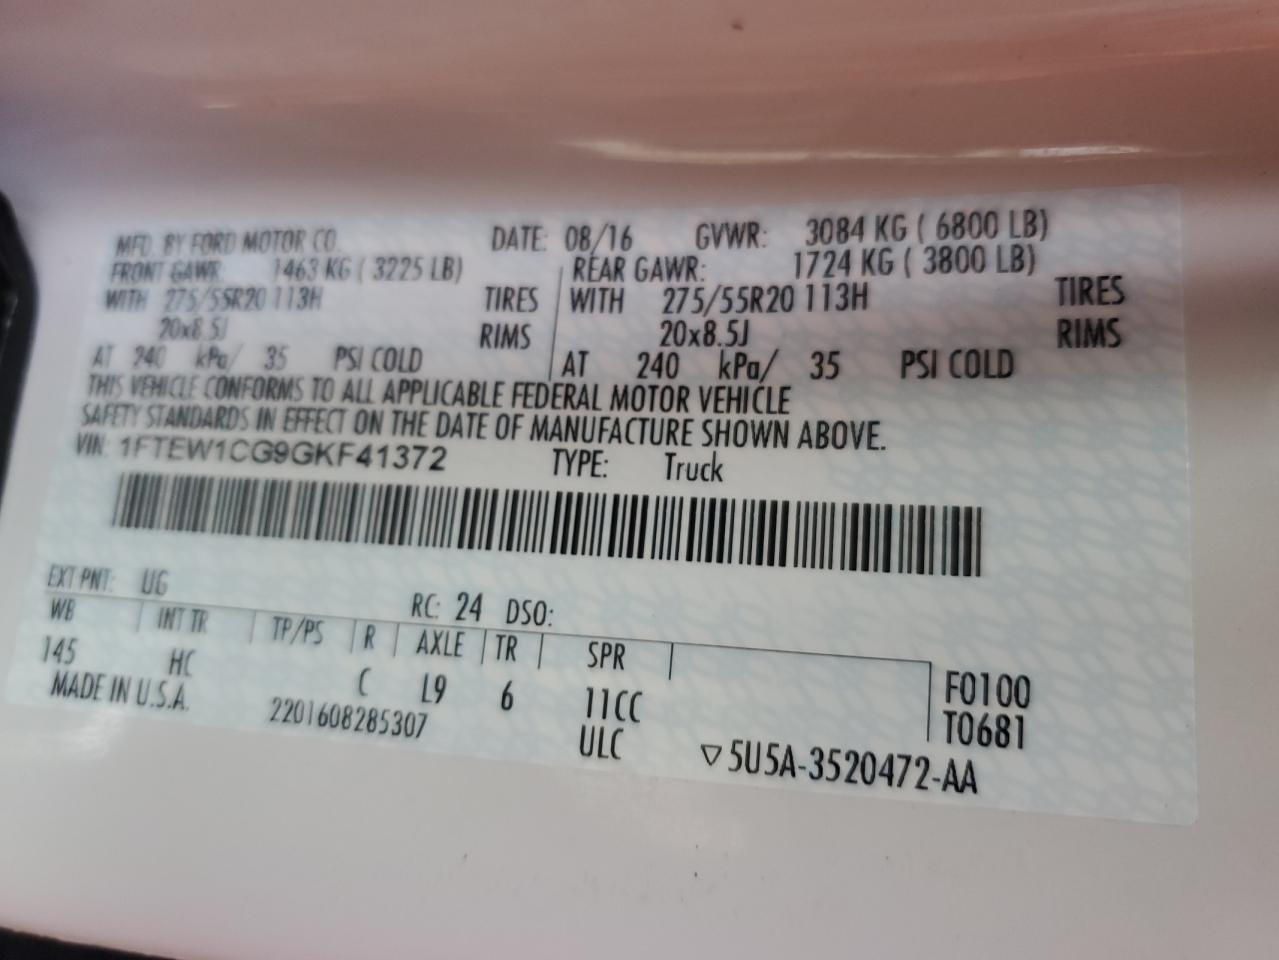 MFD. BY FORD MOTOR CO. DATE: 08/16 GVWR: 3084 KG ( 6800 LB)
FRONT GAWR: 1463 KG ( 3225 LB) REAR GAWR: 1724 KG ( 3800 LB)
WITH 275/55R20 113H TIRES WITH 275/55R20 113H TIRES
20x8.5J RIMS 20x8.5J RIMS
AT 240 kPa/ 35 PSI COLD AT 240 kPa/ 35 PSI COLD
THIS VEHICLE CONFORMS TO ALL APPLICABLE FEDERAL MOTOR VEHICLE
SAFETY STANDARDS IN EFFECT ON THE DATE OF MANUFACTURE SHOWN ABOVE.
VIN: 1FTEW1CG9GKF41372 TYPE: Truck
EXT PNT: UG RC: 24 DSO:
WB INT TR TP/PS R AXLE TR SPR
145 HC C L9 6 11CC F0100
MADE IN U.S.A. 2201608285307 ULC T0681
▽5U5A-3520472-AA